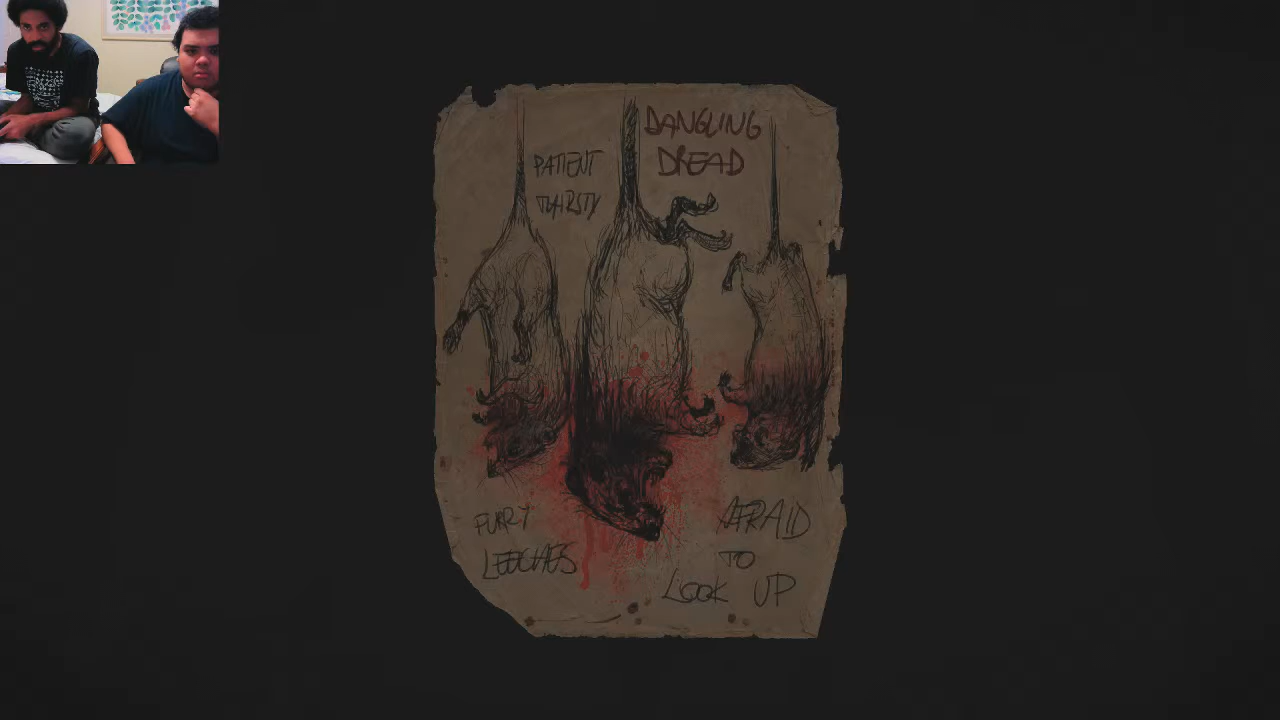 DANGLING
DREAD
PATIENT
THIRSTY
FURRY
LEECHES
AFRAID
TO
LOOK UP